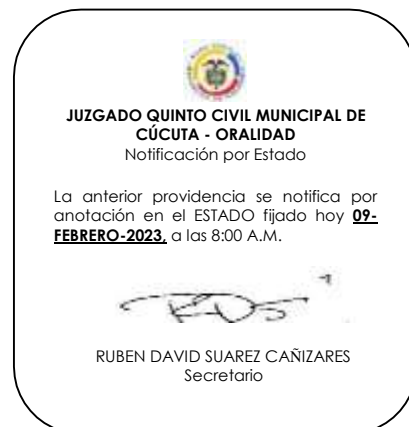 JUZGADO QUINTO CIVIL MUNICIPAL DE
CÚCUTA - ORALIDAD
Notificación por Estado
La anterior providencia se notifica por
anotación en el ESTADO fijado hoy 09-
FEBRERO-2023, a las 8:00 A.M.
RUBEN DAVID SUAREZ CAÑIZARES
Secretario